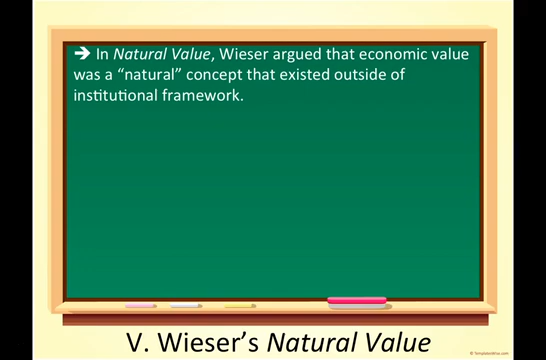 ➔ In Natural Value, Wieser argued that economic value
was a “natural” concept that existed outside of
institutional framework.
V. Wieser’s Natural Value